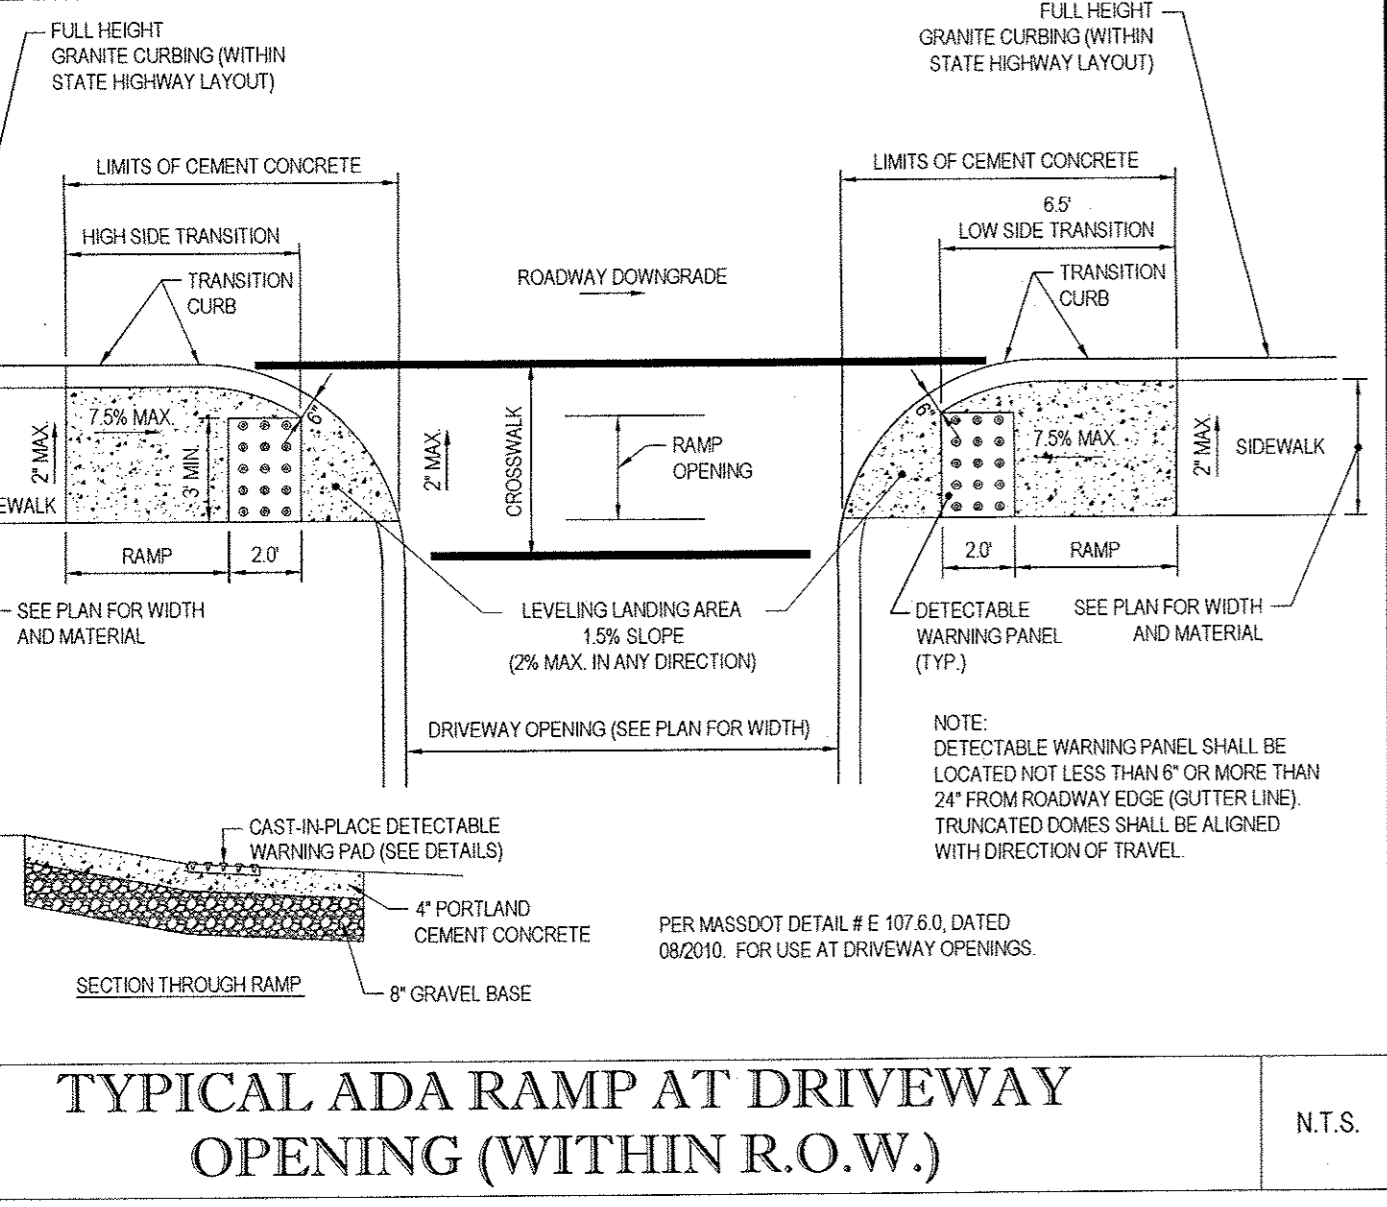 FULL HEIGHT
GRANITE CURBING (WITHIN
STATE HIGHWAY LAYOUT)
FULL HEIGHT
GRANITE CURBING (WITHIN
STATE HIGHWAY LAYOUT)
LIMITS OF CEMENT CONCRETE
LIMITS OF CEMENT CONCRETE
6.5'
HIGH SIDE TRANSITION
LOW SIDE TRANSITION
TRANSITION
CURB
ROADWAY DOWNGRADE
TRANSITION
CURB
7.5% MAX.
6"
2" MAX.
3' MIN.
EWALK
2" MAX.
CROSSWALK
RAMP
OPENING
6"
7.5% MAX.
2" MAX.
SIDEWALK
RAMP
2.0'
2.0'
RAMP
SEE PLAN FOR WIDTH
AND MATERIAL
LEVELING LANDING AREA
1.5% SLOPE
(2% MAX. IN ANY DIRECTION)
DETECTABLE
WARNING PANEL
(TYP.)
SEE PLAN FOR WIDTH
AND MATERIAL
DRIVEWAY OPENING (SEE PLAN FOR WIDTH)
NOTE:
DETECTABLE WARNING PANEL SHALL BE
LOCATED NOT LESS THAN 6" OR MORE THAN
24" FROM ROADWAY EDGE (GUTTER LINE).
TRUNCATED DOMES SHALL BE ALIGNED
WITH DIRECTION OF TRAVEL.
CAST-IN-PLACE DETECTABLE
WARNING PAD (SEE DETAILS)
4" PORTLAND
CEMENT CONCRETE
8" GRAVEL BASE
SECTION THROUGH RAMP
PER MASSDOT DETAIL # E 107.6.0, DATED
08/2010. FOR USE AT DRIVEWAY OPENINGS.
TYPICAL ADA RAMP AT DRIVEWAY
OPENING (WITHIN R.O.W.)
N.T.S.